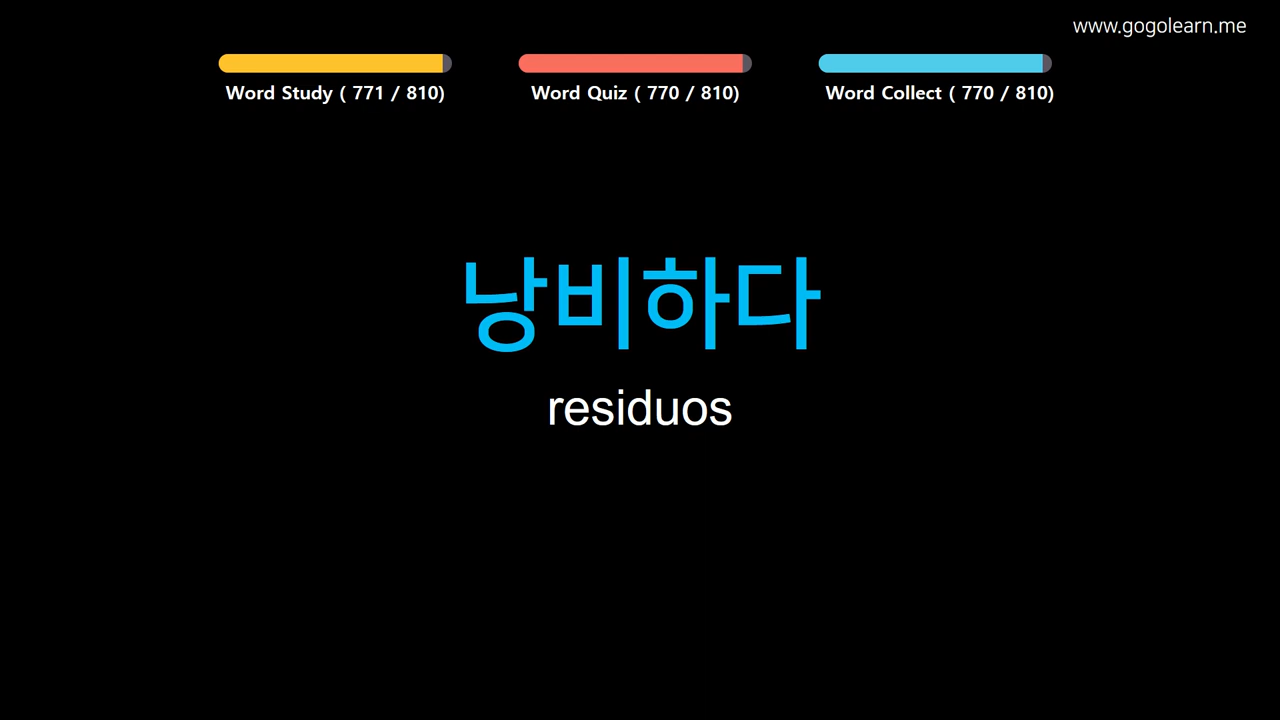 www.gogolearn.me
Word Study ( 771 / 810)
Word Quiz ( 770 / 810)
Word Collect ( 770 / 810)
낭비하다
residuos